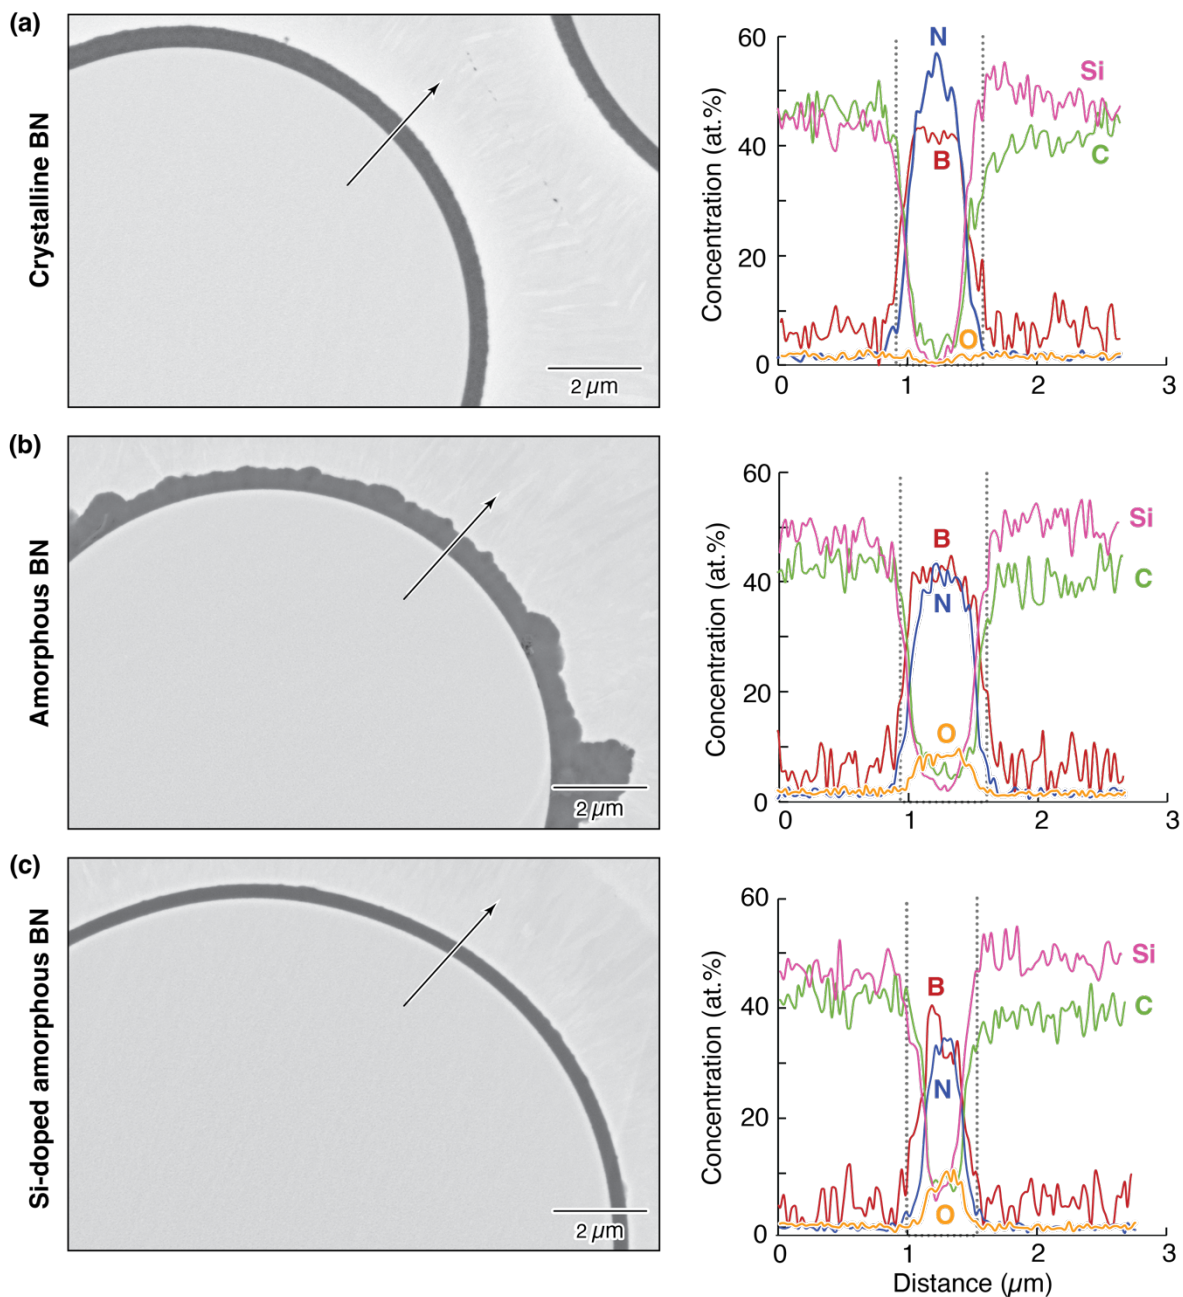 (a)
Crystalline BN
2 µm
Concentration (at.%)
60
40
20
0
0
1
2
3
N
Si
B
C
O
(b)
Amorphous BN
2 µm
Concentration (at.%)
60
40
20
0
0
1
2
3
B
Si
N
C
O
(c)
Si-doped amorphous BN
2 µm
Concentration (at.%)
60
40
20
0
0
1
2
3
B
Si
C
N
O
Distance (µm)